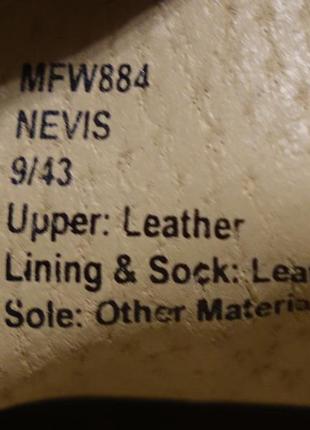 MFW884
NEVIS
9/43
Upper: Leather
Lining & Sock: Lea
Sole: Other Materia